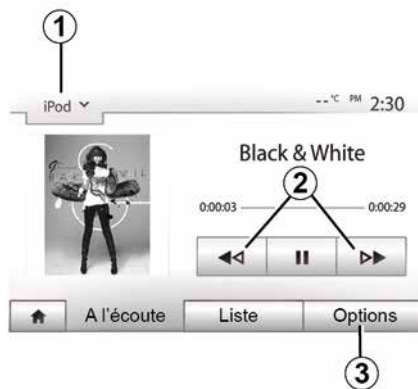 1
iPod
--°C PM 2:30
Black & White
2
0:00:03 0:00:29
A l'écoute Liste Options
3